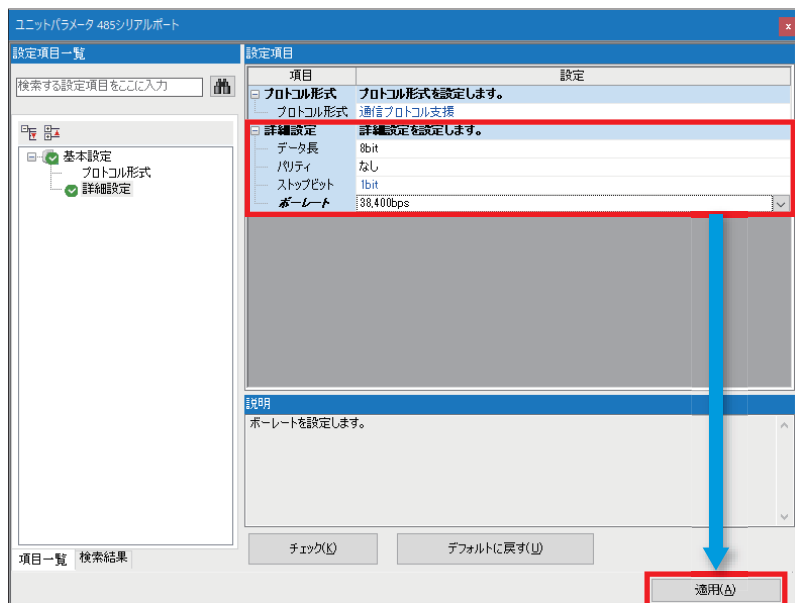 ユニットパラメータ 485シリアルポート
設定項目一覧
検索する設定項目をここに入力
基本設定
プロトコル形式
詳細設定
項目一覧 検索結果
設定項目
項目 設定
プロトコル形式 プロトコル形式を設定します。
プロトコル形式 通信プロトコル支援
詳細設定 詳細設定を設定します。
データ長 8bit
パリティ なし
ストップビット 1bit
ボーレート 38,400bps
説明
ボーレートを設定します。
チェック(K) デフォルトに戻す(U)
適用(A)